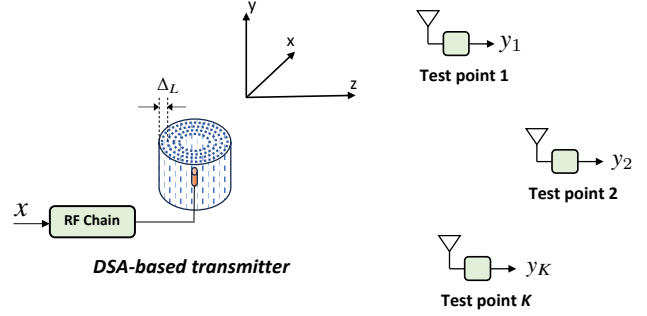 y
x
z
Δ_L
x
RF Chain
DSA-based transmitter
y_1
Test point 1
y_2
Test point 2
y_K
Test point K